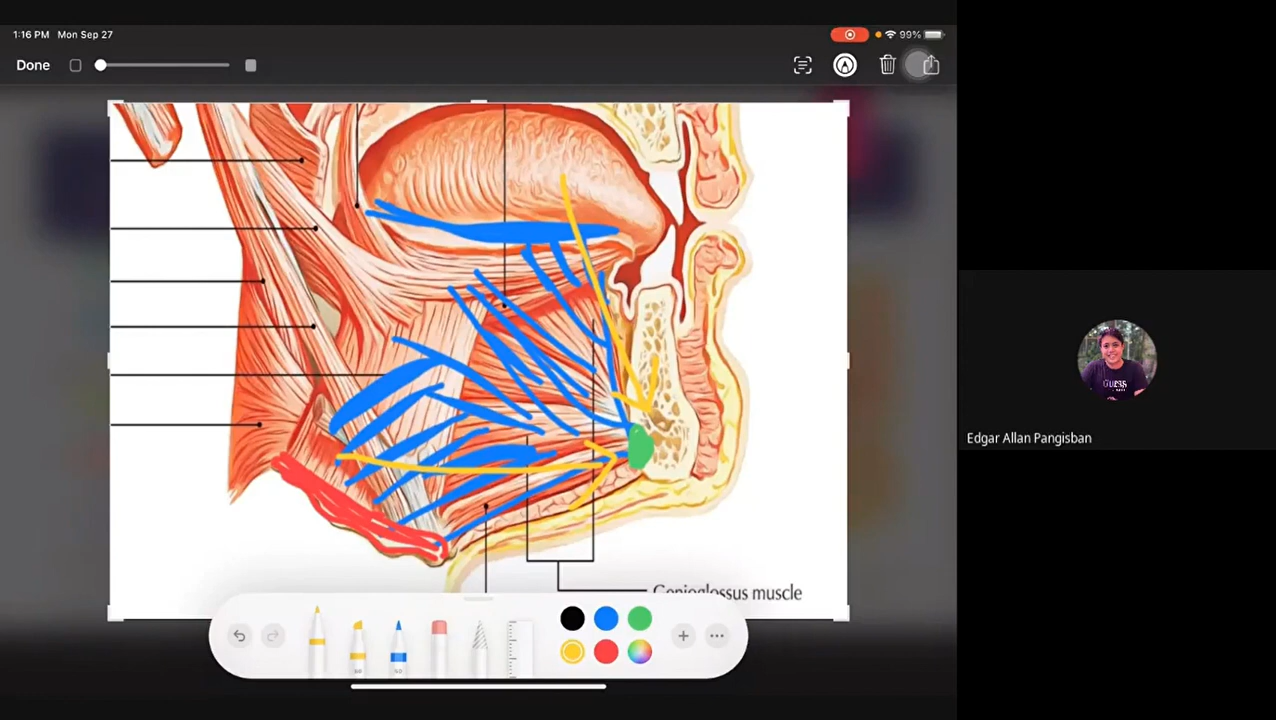 1:16 PM Mon Sep 27
99%
Done
Genioglossus muscle
Edgar Allan Pangisban